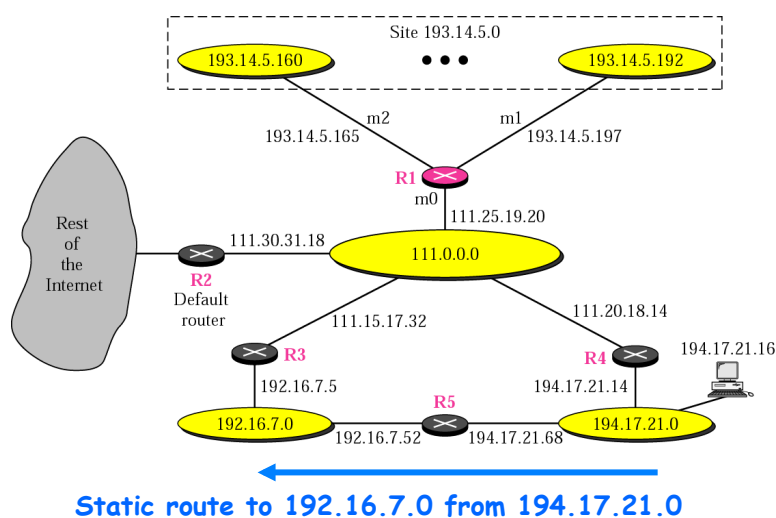 Site 193.14.5.0
193.14.5.160
193.14.5.192
m2
m1
193.14.5.165
193.14.5.197
R1
m0
111.25.19.20
Rest
of
the
Internet
111.30.31.18
111.0.0.0
R2
Default
router
111.15.17.32
111.20.18.14
R3
R4
194.17.21.16
192.16.7.5
194.17.21.14
R5
192.16.7.0
194.17.21.0
192.16.7.52
194.17.21.68
Static route to 192.16.7.0 from 194.17.21.0